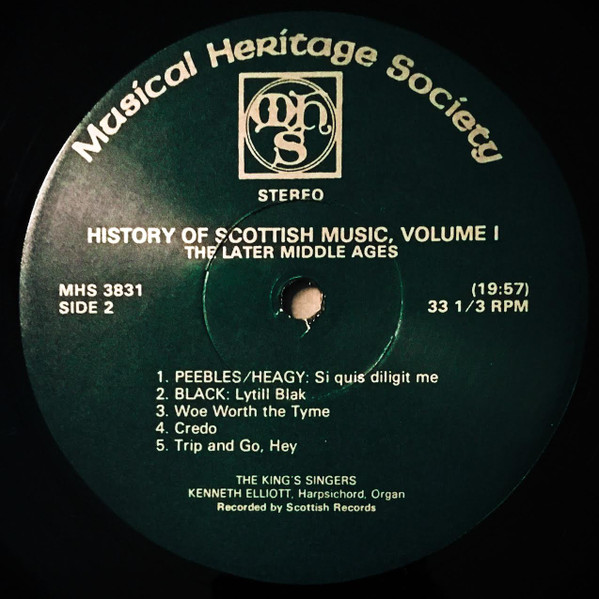 Musical Heritage Society
MHS
STEREO
HISTORY OF SCOTTISH MUSIC, VOLUME I
THE LATER MIDDLE AGES
MHS 3831 (19:57)
SIDE 2 33 1/3 RPM
1. PEEBLES/HEAGY: Si quis diligit me
2. BLACK: Lytill Blak
3. Woe Worth the Tyme
4. Credo
5. Trip and Go, Hey
THE KING'S SINGERS
KENNETH ELLIOTT, Harpsichord, Organ
Recorded by Scottish Records